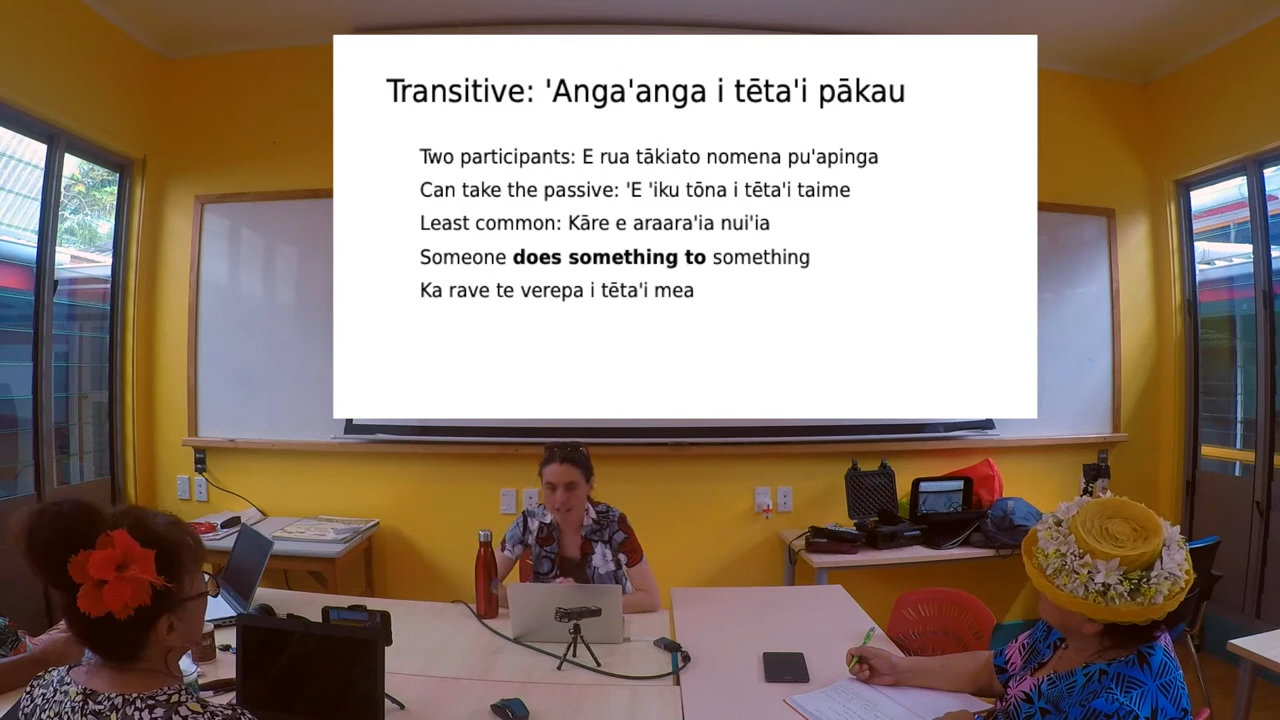 Transitive: 'Anga'anga i tēta'i pākau
Two participants: E rua tākiato nomena pu'apinga
Can take the passive: 'E 'iku tōna i tēta'i taime
Least common: Kāre e araara'ia nui'ia
Someone does something to something
Ka rave te verepa i tēta'i mea